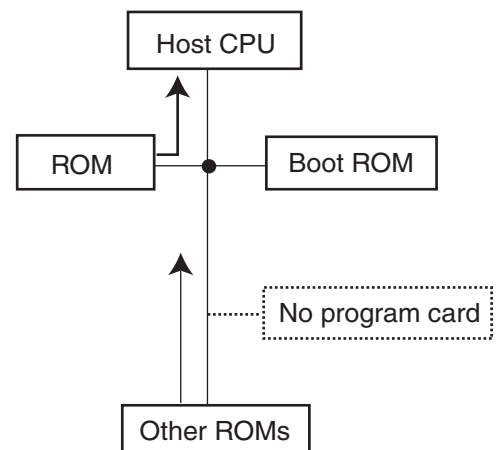 Host CPU
ROM
Boot ROM
No program card
Other ROMs